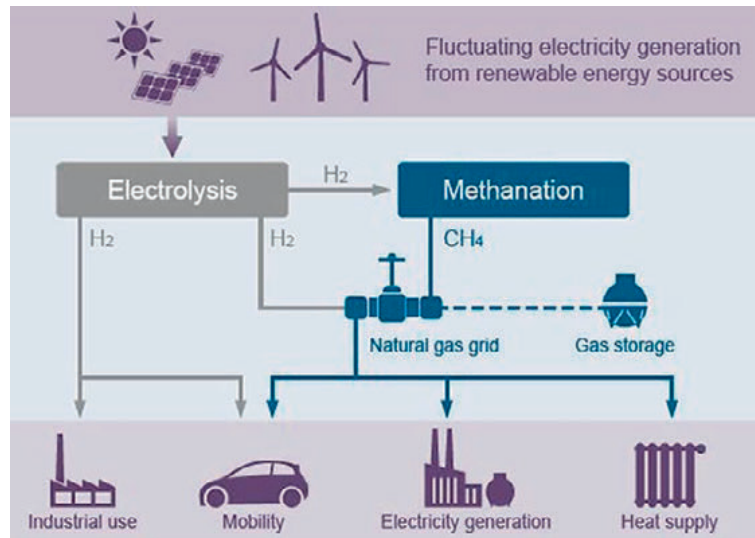 Fluctuating electricity generation
from renewable energy sources
Electrolysis
H₂
Methanation
H₂
H₂
CH₄
Natural gas grid
Gas storage
Industrial use
Mobility
Electricity generation
Heat supply